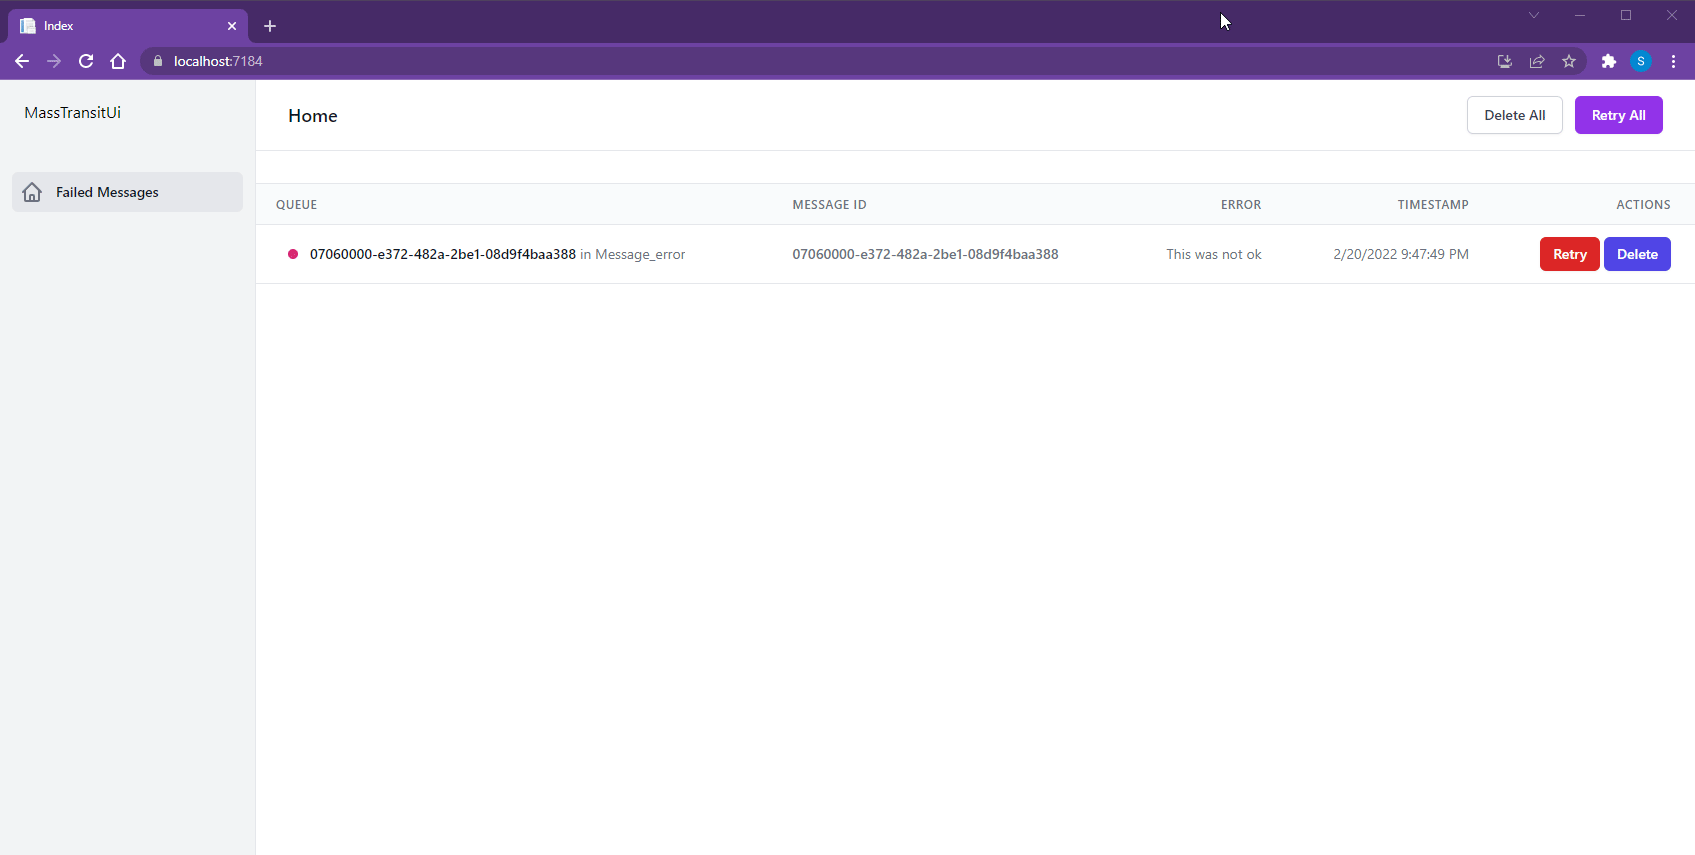 Index
localhost:7184
S
MassTransitUi
Home
Delete All
Retry All
Failed Messages
QUEUE MESSAGE ID ERROR TIMESTAMP ACTIONS
07060000-e372-482a-2be1-08d9f4baa388 in Message_error 07060000-e372-482a-2be1-08d9f4baa388 This was not ok 2/20/2022 9:47:49 PM Retry Delete